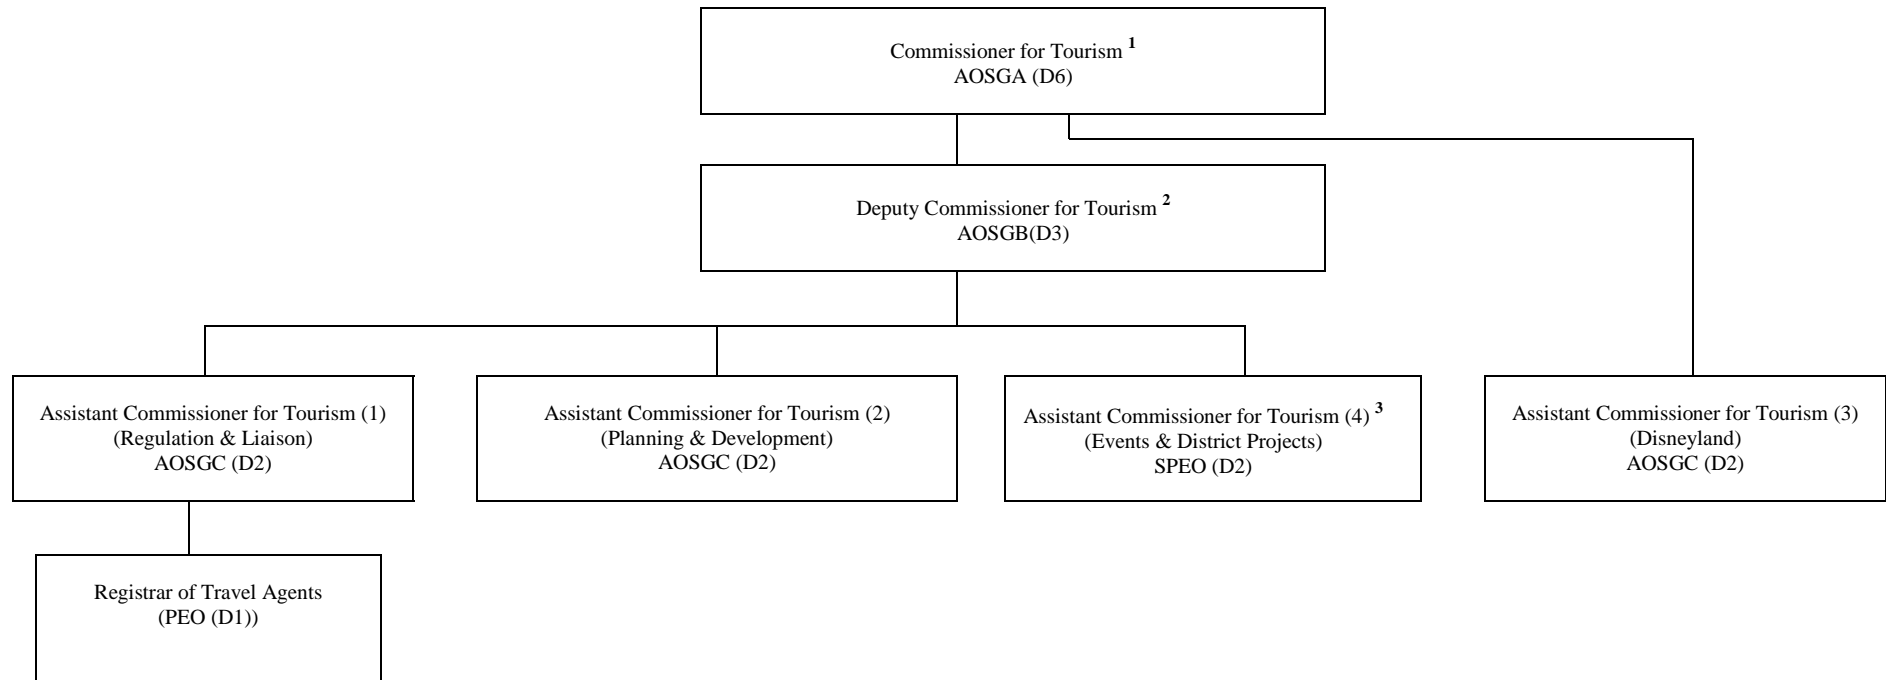 Commissioner for Tourism 1
AOSGA (D6)
Deputy Commissioner for Tourism 2
AOSGB(D3)
Assistant Commissioner for Tourism (1)
(Regulation & Liaison)
AOSGC (D2)
Assistant Commissioner for Tourism (2)
(Planning & Development)
AOSGC (D2)
Assistant Commissioner for Tourism (4) 3
(Events & District Projects)
SPEO (D2)
Assistant Commissioner for Tourism (3)
(Disneyland)
AOSGC (D2)
Registrar of Travel Agents
(PEO (D1))